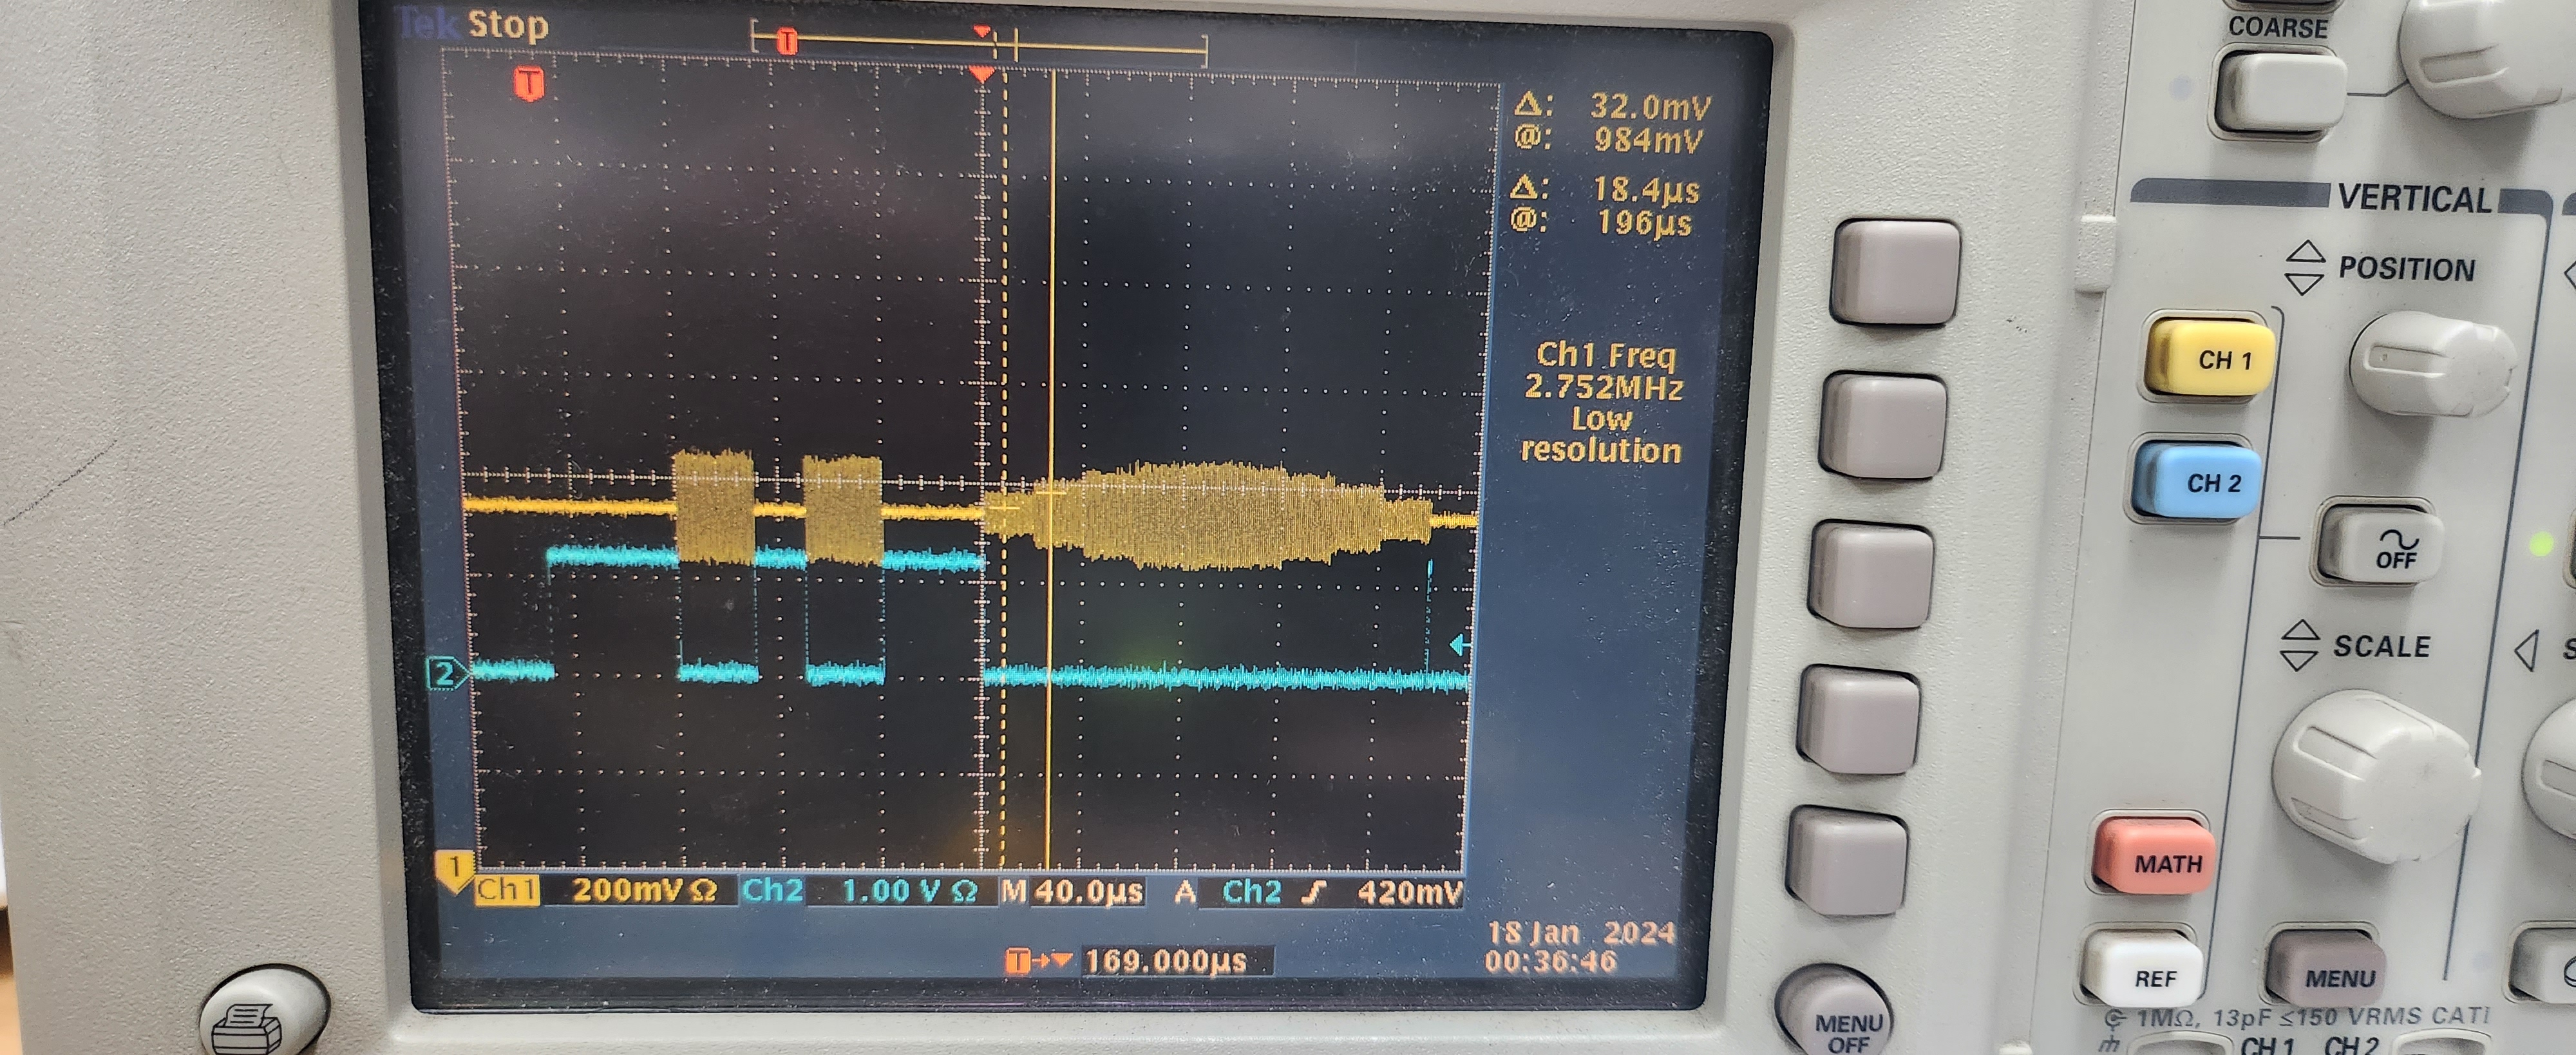 Tek Stop
T
T
Δ: 32.0mV
@: 984mV
Δ: 18.4µs
@: 196µs
Ch1 Freq
2.752MHz
Low
resolution
2
1
Ch1 200mV Ω Ch2 1.00 V Ω M 40.0µs A Ch2 ƒ 420mV
T 169.000µs
18 Jan 2024
00:36:46
COARSE
VERTICAL
POSITION
CH 1
CH 2
OFF
SCALE
MATH
REF
MENU
MENU
OFF
1MΩ, 13pF ≤150 VRMS CAT I
CH 1 CH 2